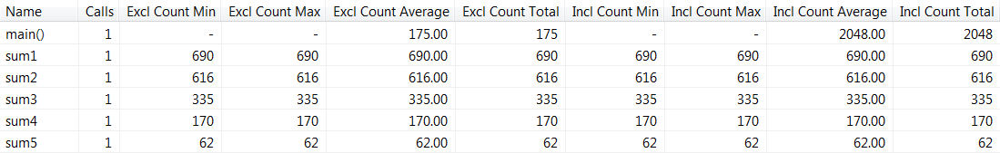 Name Calls Excl Count Min Excl Count Max Excl Count Average Excl Count Total Incl Count Min Incl Count Max Incl Count Average Incl Count Total
main() 1 - - 175.00 175 - - 2048.00 2048
sum1 1 690 690 690.00 690 690 690 690.00 690
sum2 1 616 616 616.00 616 616 616 616.00 616
sum3 1 335 335 335.00 335 335 335 335.00 335
sum4 1 170 170 170.00 170 170 170 170.00 170
sum5 1 62 62 62.00 62 62 62 62.00 62